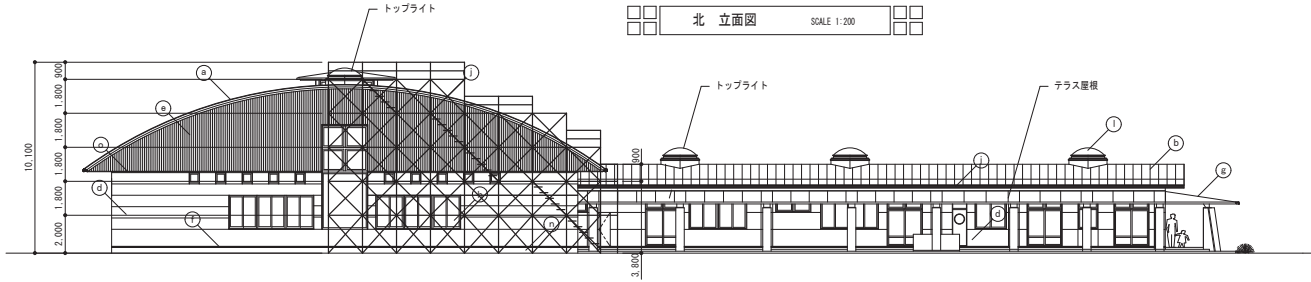 北 立面図 SCALE 1:200
トップライト
トップライト
テラス屋根
10,100
900
1,800
1,800
1,800
1,800
2,000
900
3,800
a
e
o
d
f
j
h
n
j
l
b
g
d